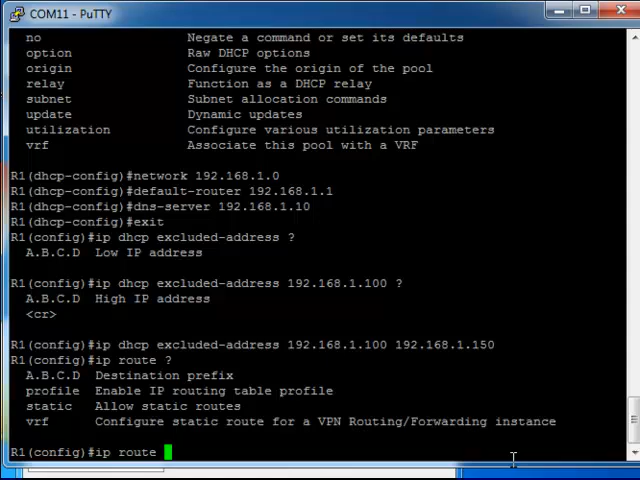 COM11 - PuTTY
no Negate a command or set its defaults
option Raw DHCP options
origin Configure the origin of the pool
relay Function as a DHCP relay
subnet Subnet allocation commands
update Dynamic updates
utilization Configure various utilization parameters
vrf Associate this pool with a VRF
R1(dhcp-config)#network 192.168.1.0
R1(dhcp-config)#default-router 192.168.1.1
R1(dhcp-config)#dns-server 192.168.1.10
R1(dhcp-config)#exit
R1(config)#ip dhcp excluded-address ?
A.B.C.D Low IP address
R1(config)#ip dhcp excluded-address 192.168.1.100 ?
A.B.C.D High IP address
<cr>
R1(config)#ip dhcp excluded-address 192.168.1.100 192.168.1.150
R1(config)#ip route ?
A.B.C.D Destination prefix
profile Enable IP routing table profile
static Allow static routes
vrf Configure static route for a VPN Routing/Forwarding instance
R1(config)#ip route